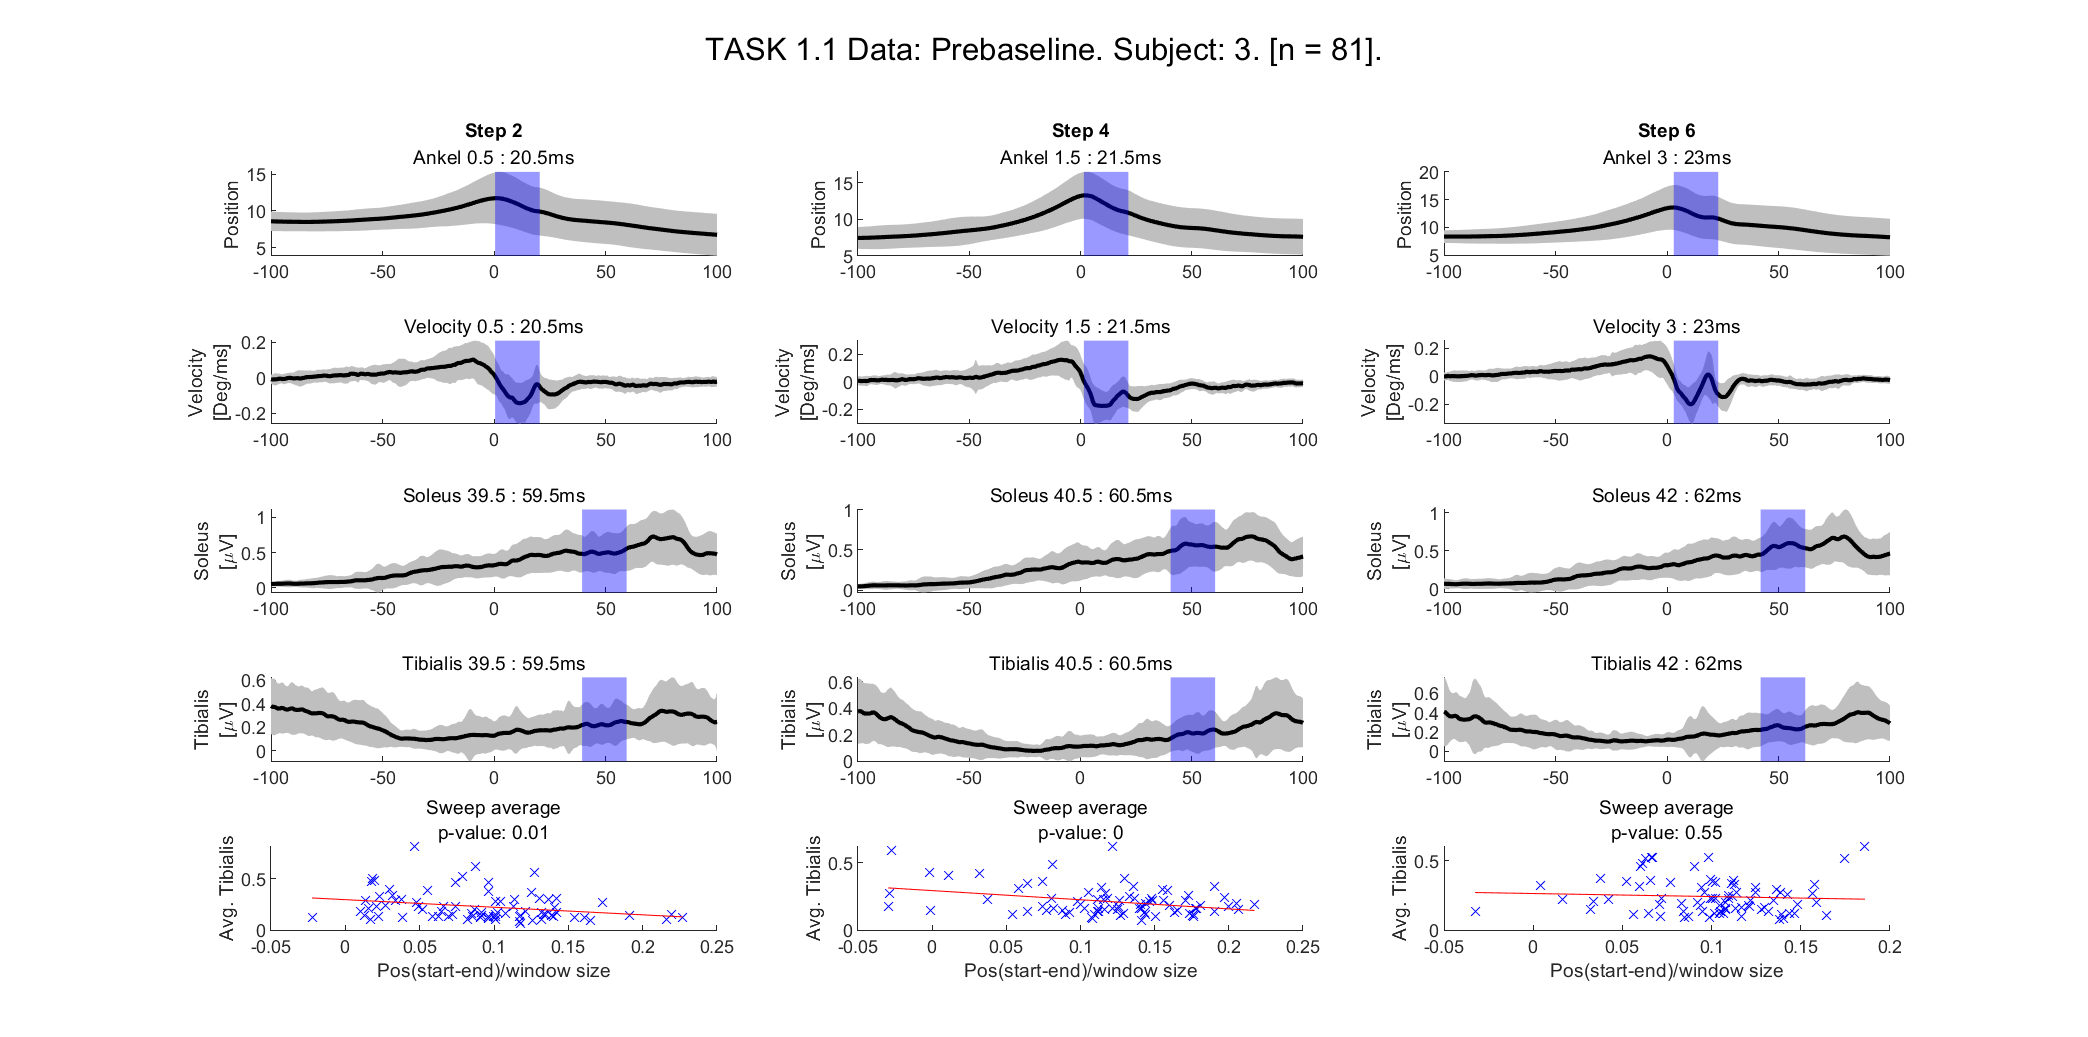 TASK 1.1 Data: Prebaseline. Subject: 3. [n = 81].
Step 2
Ankel 0.5 : 20.5ms
Position
15
10
5
-100 -50 0 50 100
Velocity 0.5 : 20.5ms
Velocity
[Deg/ms]
0.2
0
-0.2
-100 -50 0 50 100
Soleus 39.5 : 59.5ms
Soleus
[µV]
1
0.5
0
-100 -50 0 50 100
Tibialis 39.5 : 59.5ms
Tibialis
[µV]
0.6
0.4
0.2
0
-100 -50 0 50 100
Sweep average
p-value: 0.01
Avg. Tibialis
0.5
0
-0.05 0 0.05 0.1 0.15 0.2 0.25
Pos(start-end)/window size
Step 4
Ankel 1.5 : 21.5ms
Position
15
10
5
-100 -50 0 50 100
Velocity 1.5 : 21.5ms
Velocity
[Deg/ms]
0.2
0
-0.2
-100 -50 0 50 100
Soleus 40.5 : 60.5ms
Soleus
[µV]
1
0.5
0
-100 -50 0 50 100
Tibialis 40.5 : 60.5ms
Tibialis
[µV]
0.6
0.4
0.2
0
-100 -50 0 50 100
Sweep average
p-value: 0
Avg. Tibialis
0.5
0
-0.05 0 0.05 0.1 0.15 0.2 0.25
Pos(start-end)/window size
Step 6
Ankel 3 : 23ms
Position
20
15
10
5
-100 -50 0 50 100
Velocity 3 : 23ms
Velocity
[Deg/ms]
0.2
0
-0.2
-100 -50 0 50 100
Soleus 42 : 62ms
Soleus
[µV]
1
0.5
0
-100 -50 0 50 100
Tibialis 42 : 62ms
Tibialis
[µV]
0.6
0.4
0.2
0
-100 -50 0 50 100
Sweep average
p-value: 0.55
Avg. Tibialis
0.5
0
-0.05 0 0.05 0.1 0.15 0.2
Pos(start-end)/window size